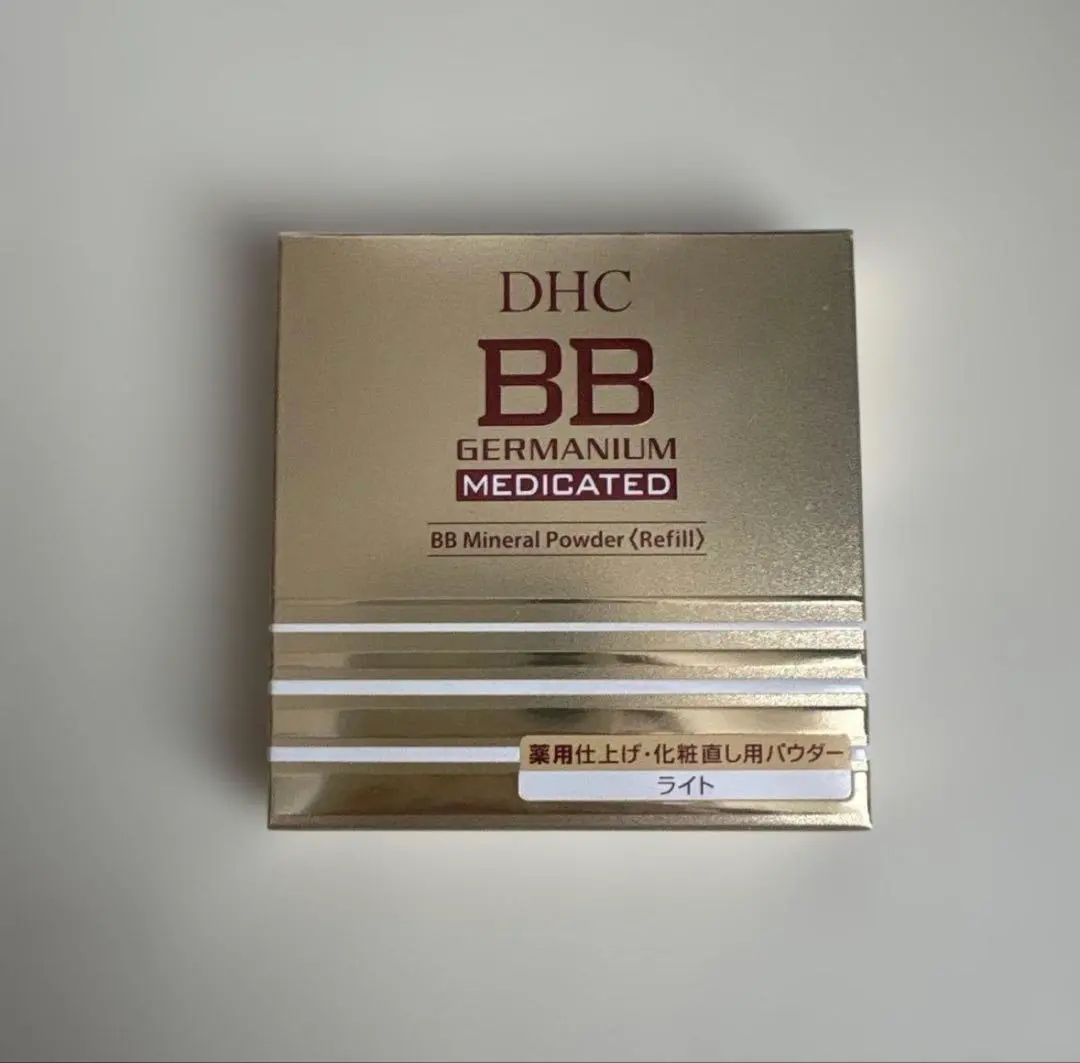 DHC
BB
GERMANIUM
MEDICATED
BB Mineral Powder〈Refill〉
薬用仕上げ・化粧直し用パウダー
ライト